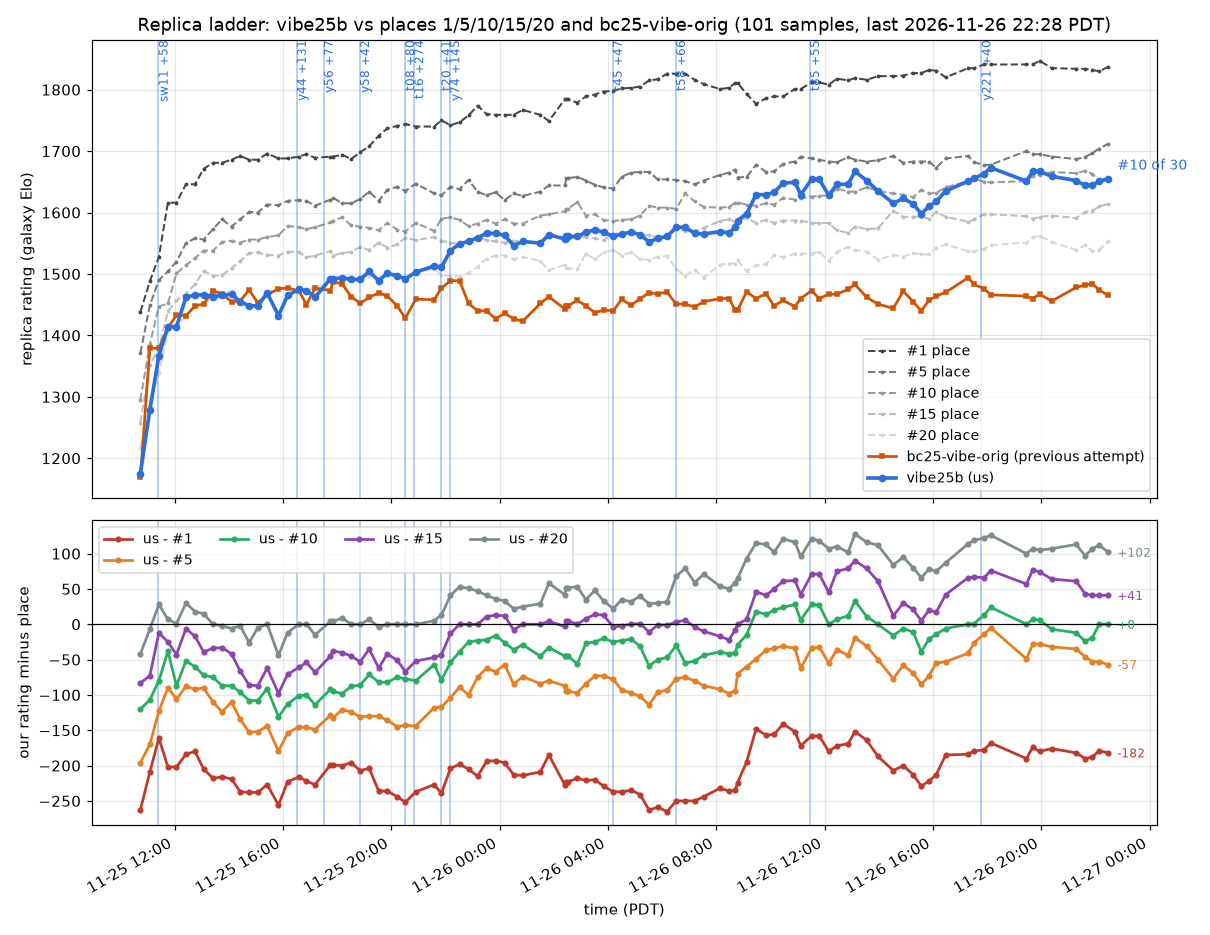 Replica ladder: vibe25b vs places 1/5/10/15/20 and bc25-vibe-orig (101 samples, last 2026-11-26 22:28 PDT)
sw11 +58
y44 +131
y56 +77
y58 +42
t08 +80
t16 +274
t20 +41
y74 +145
t45 +47
t58 +66
+55
y221 +40
replica rating (galaxy Elo)
1800
1700
1600
1500
1400
1300
1200
#10 of 30
#1 place
#5 place
#10 place
#15 place
#20 place
bc25-vibe-orig (previous attempt)
vibe25b (us)
our rating minus place
100
50
0
−50
−100
−150
−200
−250
us - #1
us - #5
us - #10
us - #15
us - #20
+102
+41
+0
-57
-182
11-25 12:00
11-25 16:00
11-25 20:00
11-26 00:00
11-26 04:00
11-26 08:00
11-26 12:00
11-26 16:00
11-26 20:00
11-27 00:00
time (PDT)